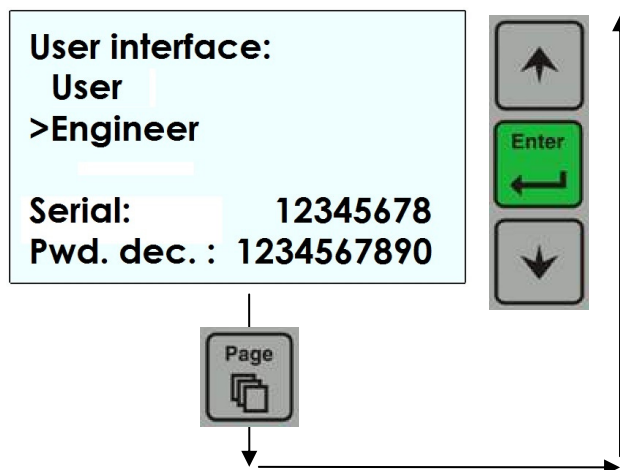 User interface:
User
>Engineer
Serial: 12345678
Pwd. dec. : 1234567890
Enter
Page